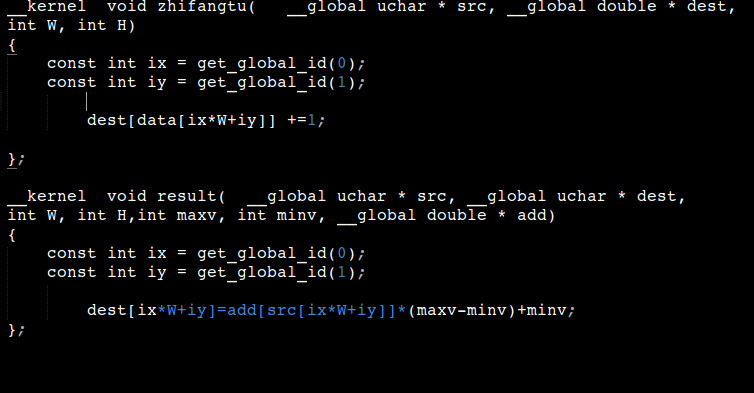 __kernel  void zhifangtu(   __global uchar * src, __global double * dest,
int W, int H)
{
    const int ix = get_global_id(0);
    const int iy = get_global_id(1);
        dest[data[ix*W+iy]] +=1;
};
__kernel  void result(  __global uchar * src, __global uchar * dest,
int W, int H,int maxv, int minv, __global double * add)
{
    const int ix = get_global_id(0);
    const int iy = get_global_id(1);
        dest[ix*W+iy]=add[src[ix*W+iy]]*(maxv-minv)+minv;
};